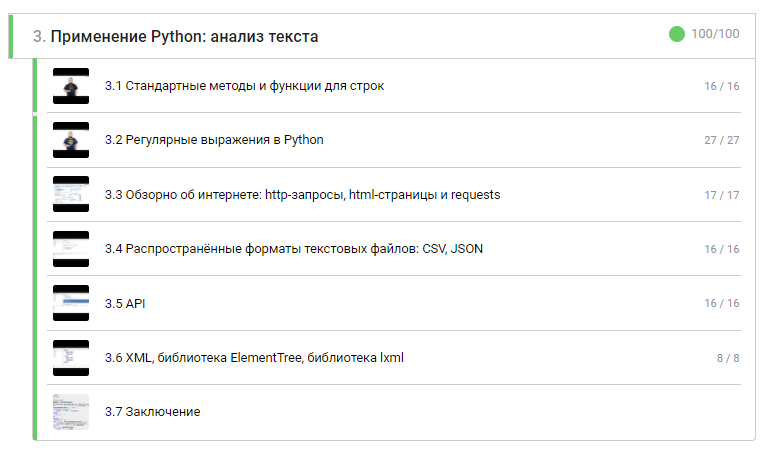 3. Применение Python: анализ текста 100/100
3.1 Стандартные методы и функции для строк 16 / 16
3.2 Регулярные выражения в Python 27 / 27
3.3 Обзорно об интернете: http-запросы, html-страницы и requests 17 / 17
3.4 Распространённые форматы текстовых файлов: CSV, JSON 16 / 16
3.5 API 16 / 16
3.6 XML, библиотека ElementTree, библиотека lxml 8 / 8
3.7 Заключение